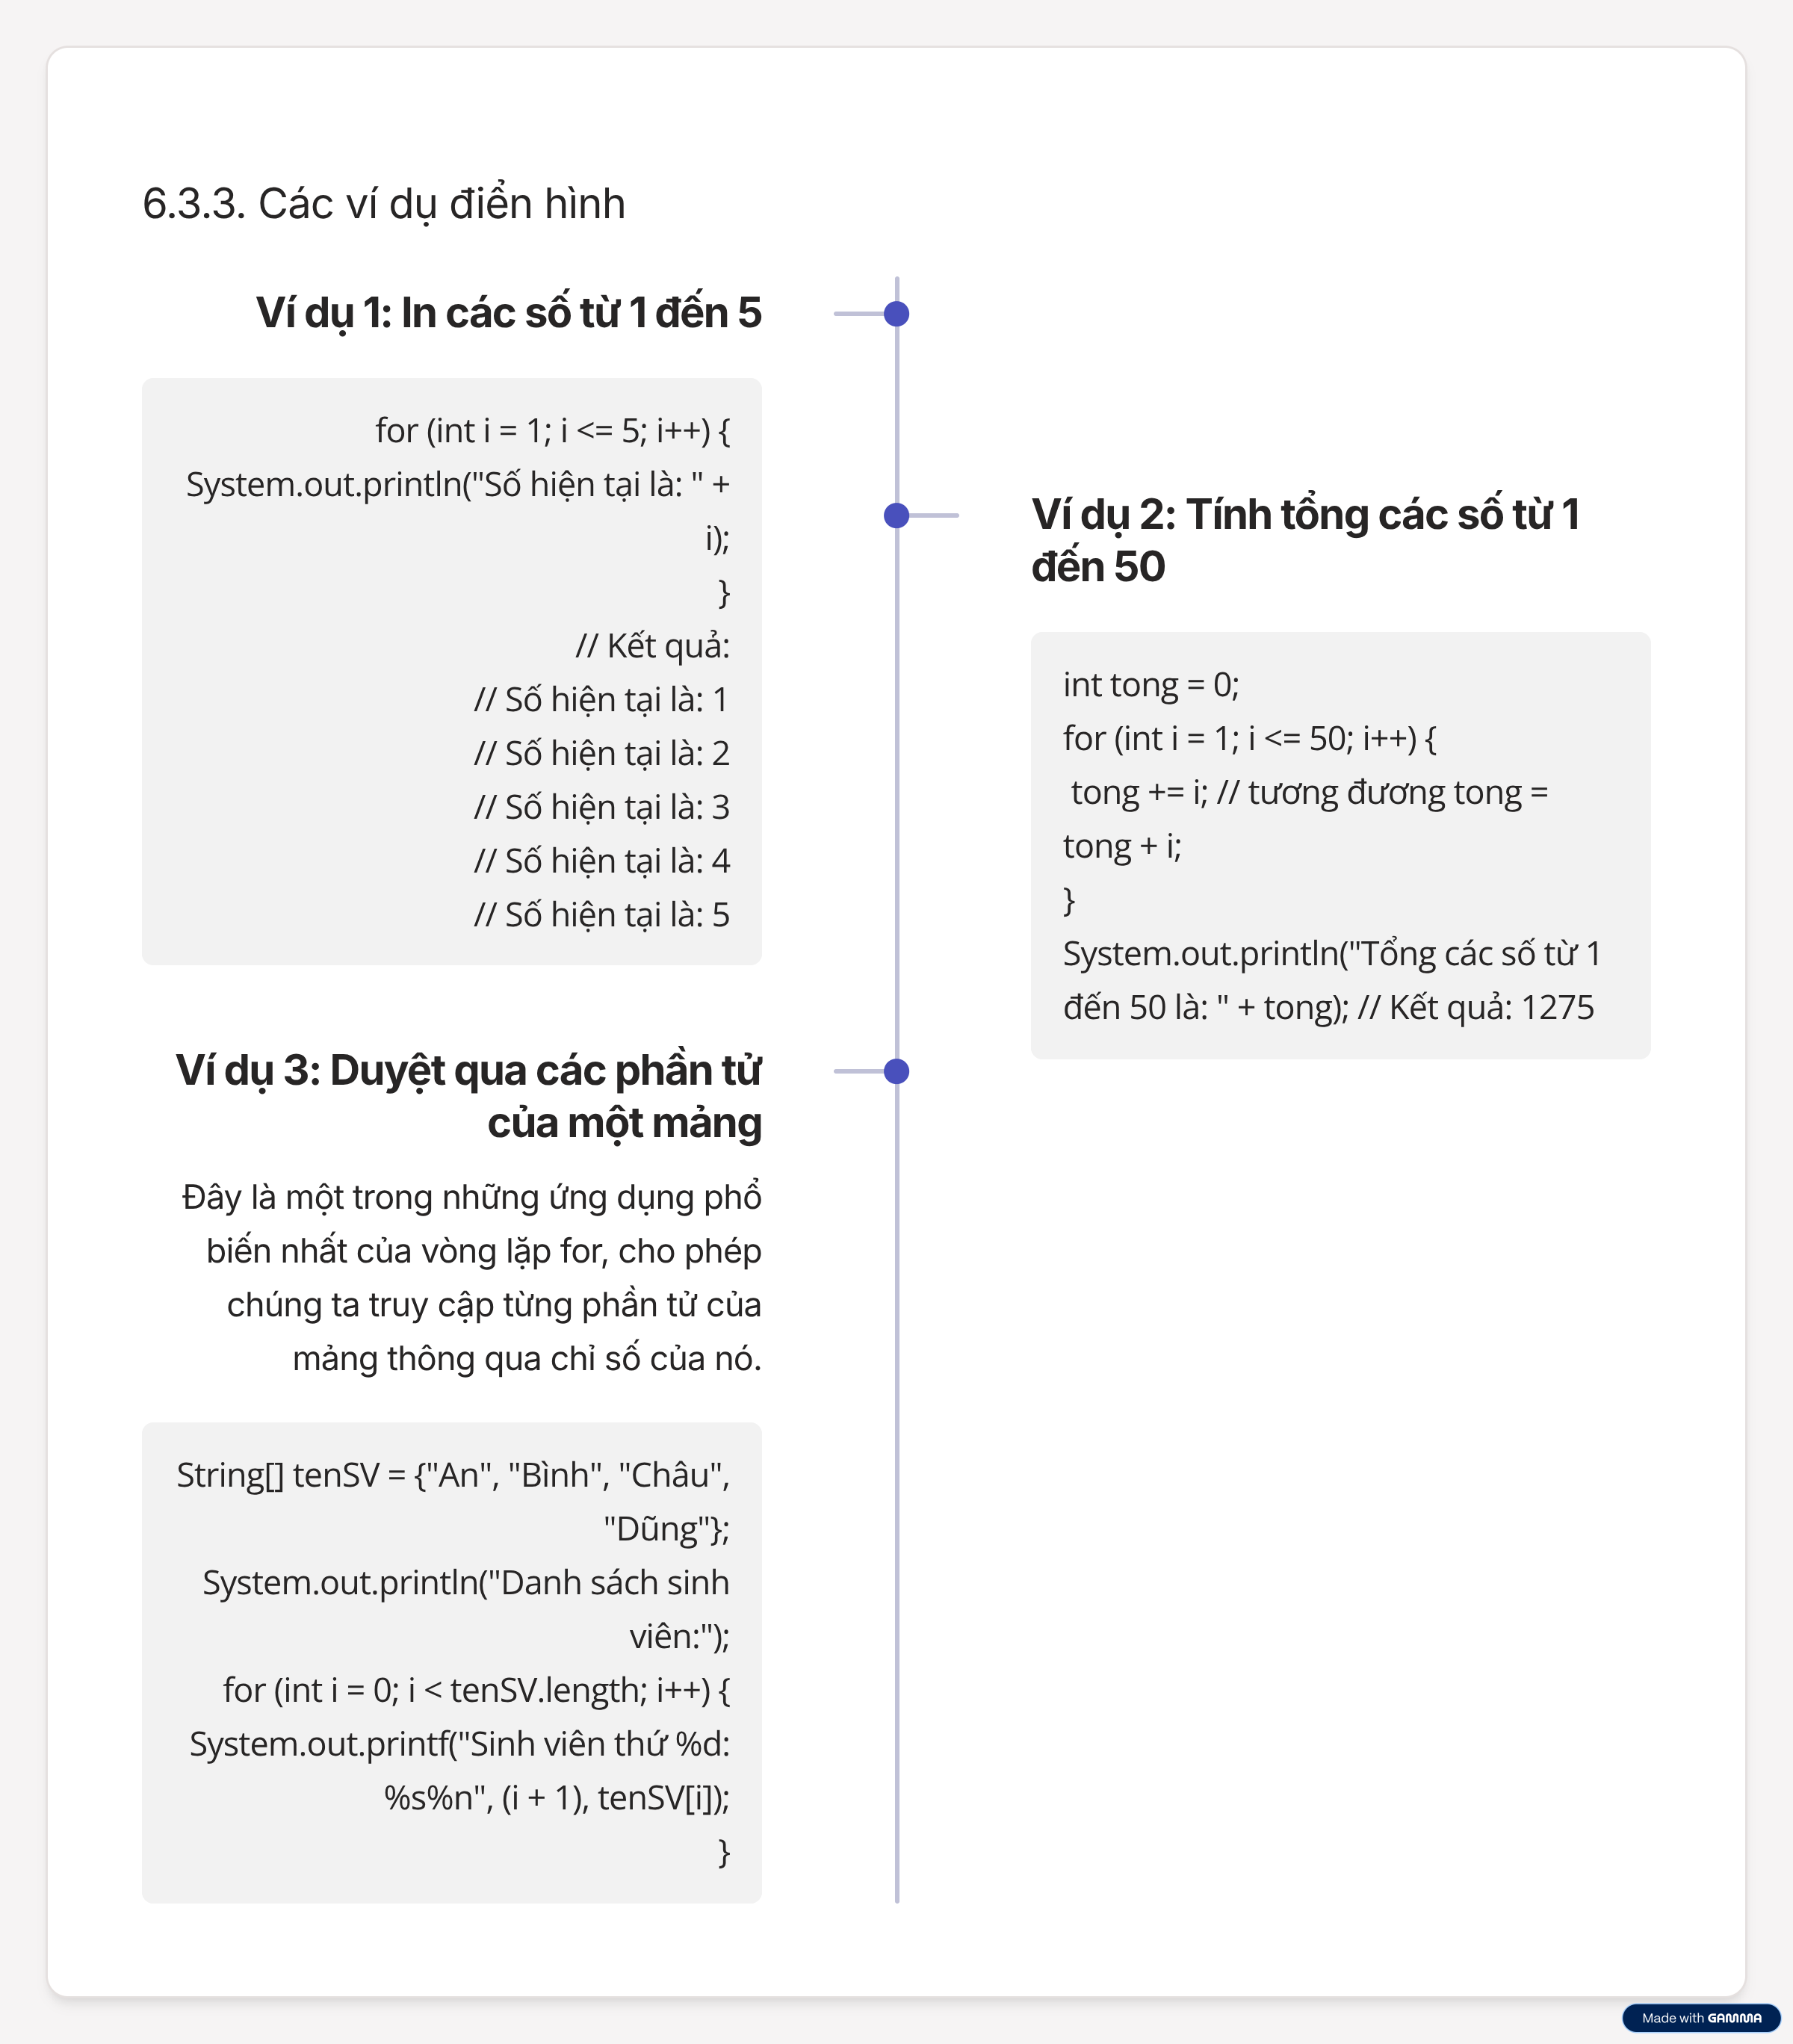 6.3.3. Các ví dụ điển hình
Ví dụ 1: In các số từ 1 đến 5
for (int i = 1; i <= 5; i++) {
System.out.println("Số hiện tại là: " +
i);
}
// Kết quả:
// Số hiện tại là: 1
// Số hiện tại là: 2
// Số hiện tại là: 3
// Số hiện tại là: 4
// Số hiện tại là: 5
Ví dụ 2: Tính tổng các số từ 1
đến 50
int tong = 0;
for (int i = 1; i <= 50; i++) {
tong += i; // tương đương tong =
tong + i;
}
System.out.println("Tổng các số từ 1
đến 50 là: " + tong); // Kết quả: 1275
Ví dụ 3: Duyệt qua các phần tử
của một mảng
Đây là một trong những ứng dụng phổ
biến nhất của vòng lặp for, cho phép
chúng ta truy cập từng phần tử của
mảng thông qua chỉ số của nó.
String[] tenSV = {"An", "Bình", "Châu",
"Dũng"};
System.out.println("Danh sách sinh
viên:");
for (int i = 0; i < tenSV.length; i++) {
System.out.printf("Sinh viên thứ %d:
%s%n", (i + 1), tenSV[i]);
}
Made with GAMMA